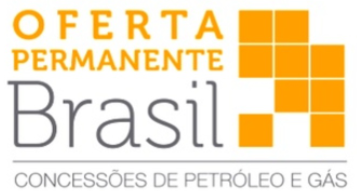 OFERTA
PERMANENTE
Brasil
CONCESSÕES DE PETRÓLEO E GÁS